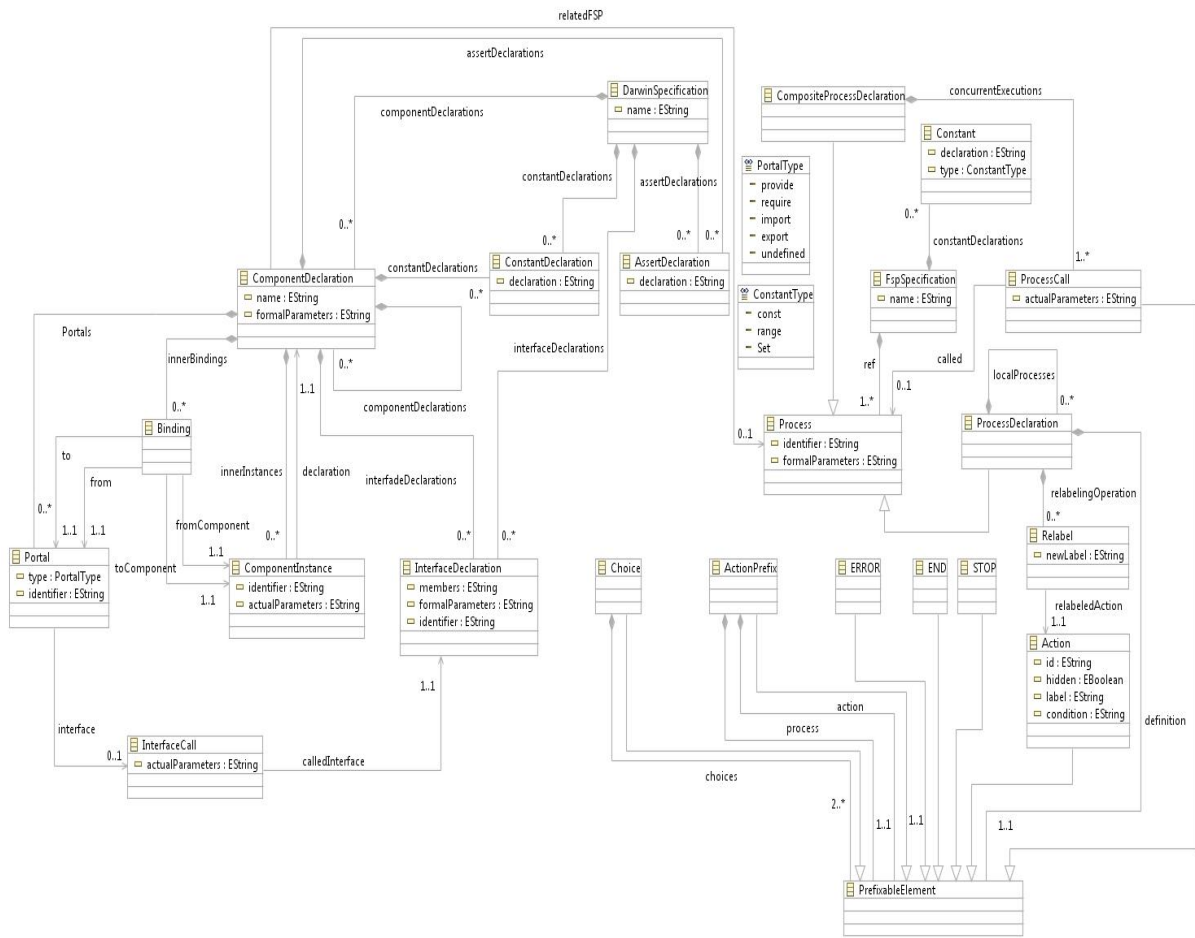 relatedFSP
assertDeclarations
DarwinSpecification
name : EString
componentDeclarations
CompositeProcessDeclaration
concurrentExecutions
Constant
declaration : EString
type : ConstantType
PortalType
provide
require
import
export
undefined
constantDeclarations
assertDeclarations
0..*
0..*
0..*
0..*
0..*
constantDeclarations
1..*
ComponentDeclaration
name : EString
formalParameters : EString
constantDeclarations
0..*
ConstantDeclaration
declaration : EString
AssertDeclaration
declaration : EString
FspSpecification
name : EString
ProcessCall
actualParameters : EString
ConstantType
const
range
Set
Portals
innerBindings
1..1
0..*
interfaceDeclarations
ref
called
localProcesses
0..*
componentDeclarations
0..1
1..*
0..*
Binding
0..1
Process
identifier : EString
formalParameters : EString
ProcessDeclaration
to
from
innerInstances
declaration
interfadeDeclarations
relabelingOperation
0..*
1..1
1..1
fromComponent
0..*
0..*
0..*
0..*
Relabel
newLabel : EString
Portal
type : PortalType
identifier : EString
toComponent
1..1
1..1
ComponentInstance
identifier : EString
actualParameters : EString
InterfaceDeclaration
members : EString
formalParameters : EString
identifier : EString
Choice
ActionPrefix
ERROR
END
STOP
relabeledAction
1..1
Action
id : EString
hidden : EBoolean
label : EString
condition : EString
1..1
interface
0..1
InterfaceCall
actualParameters : EString
calledInterface
action
process
definition
choices
2..*
1..1
1..1
1..1
PrefixableElement